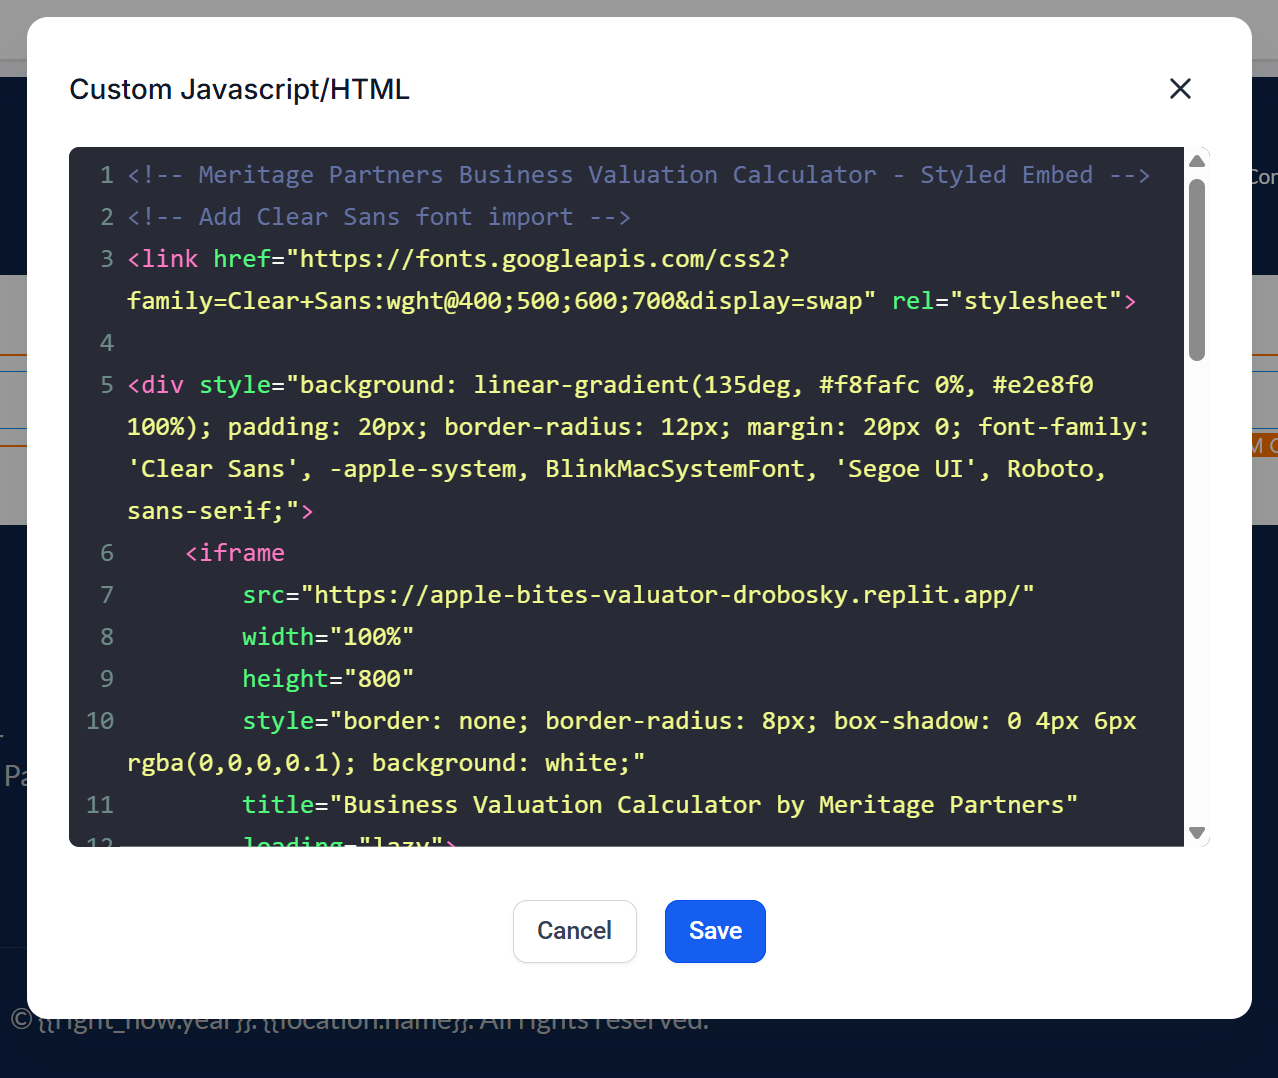 Custom Javascript/HTML
1 <!-- Meritage Partners Business Valuation Calculator - Styled Embed -->
2 <!-- Add Clear Sans font import -->
3 <link href="https://fonts.googleapis.com/css2?
family=Clear+Sans:wght@400;500;600;700&display=swap" rel="stylesheet">
4
5 <div style="background: linear-gradient(135deg, #f8fafc 0%, #e2e8f0
100%); padding: 20px; border-radius: 12px; margin: 20px 0; font-family:
'Clear Sans', -apple-system, BlinkMacSystemFont, 'Segoe UI', Roboto,
sans-serif;">
6 <iframe
7 src="https://apple-bites-valuator-drobosky.replit.app/"
8 width="100%"
9 height="800"
10 style="border: none; border-radius: 8px; box-shadow: 0 4px 6px
rgba(0,0,0,0.1); background: white;"
11 title="Business Valuation Calculator by Meritage Partners"
12 loading="lazy">
Cancel
Save
© {{right_now.year}}. {{location.name}}. All rights reserved.